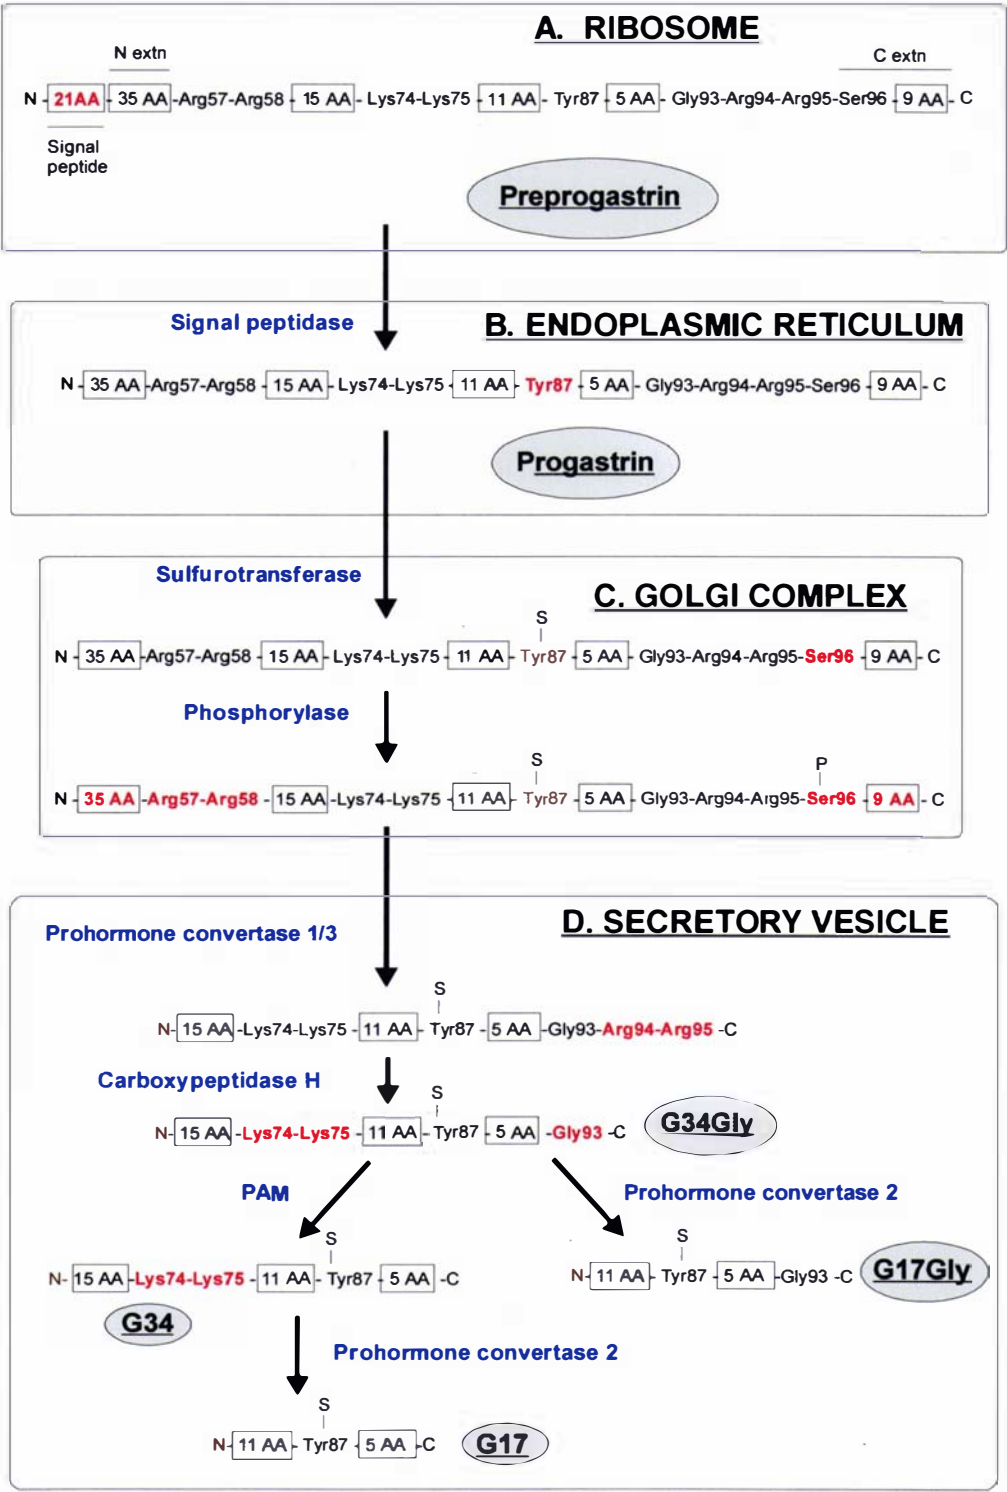 A. RIBOSOME
N extn
C extn
N - 21AA - 35 AA -Arg57-Arg58 - 15 AA - Lys74-Lys75 - 11 AA - Tyr87 - 5 AA - Gly93-Arg94-Arg95-Ser96 - 9 AA - C
Signal
peptide
Preprogastrin
Signal peptidase
B. ENDOPLASMIC RETICULUM
N - 35 AA -Arg57-Arg58 - 15 AA - Lys74-Lys75 - 11 AA - Tyr87 - 5 AA - Gly93-Arg94-Arg95-Ser96 - 9 AA - C
Progastrin
Sulfurotransferase
C. GOLGI COMPLEX
S
N - 35 AA -Arg57-Arg58 - 15 AA - Lys74-Lys75 - 11 AA - Tyr87 - 5 AA - Gly93-Arg94-Arg95-Ser96 - 9 AA - C
Phosphorylase
S
P
N - 35 AA -Arg57-Arg58 - 15 AA -Lys74-Lys75 - 11 AA - Tyr87 - 5 AA - Gly93-Arg94-Arg95-Ser96 - 9 AA - C
D. SECRETORY VESICLE
Prohormone convertase 1/3
S
N- 15 AA -Lys74-Lys75 - 11 AA - Tyr87 - 5 AA -Gly93-Arg94-Arg95 -C
Carboxypeptidase H
S
N- 15 AA -Lys74-Lys75 - 11 AA - Tyr87 - 5 AA -Gly93 -C
G34Gly
PAM
Prohormone convertase 2
S
S
N- 15 AA -Lys74-Lys75 - 11 AA - Tyr87 - 5 AA -C
N- 11 AA - Tyr87 - 5 AA -Gly93 -C
G17Gly
G34
Prohormone convertase 2
S
N- 11 AA - Tyr87 - 5 AA -C
G17